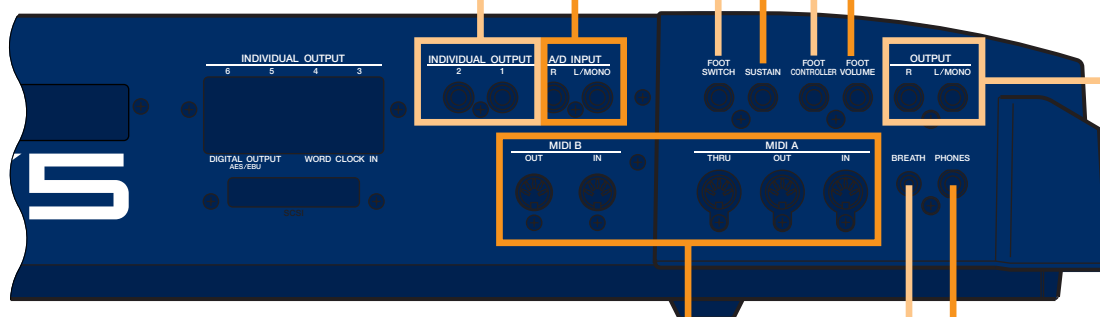 INDIVIDUAL OUTPUT
6 5 4 3
DIGITAL OUTPUT
AES/EBU
WORD CLOCK IN
INDIVIDUAL OUTPUT
2 1
A/D INPUT
R L/MONO
FOOT
SWITCH
SUSTAIN
FOOT
CONTROLLER
FOOT
VOLUME
OUTPUT
R L/MONO
MIDI B
OUT IN
MIDI A
THRU OUT IN
BREATH
PHONES
5